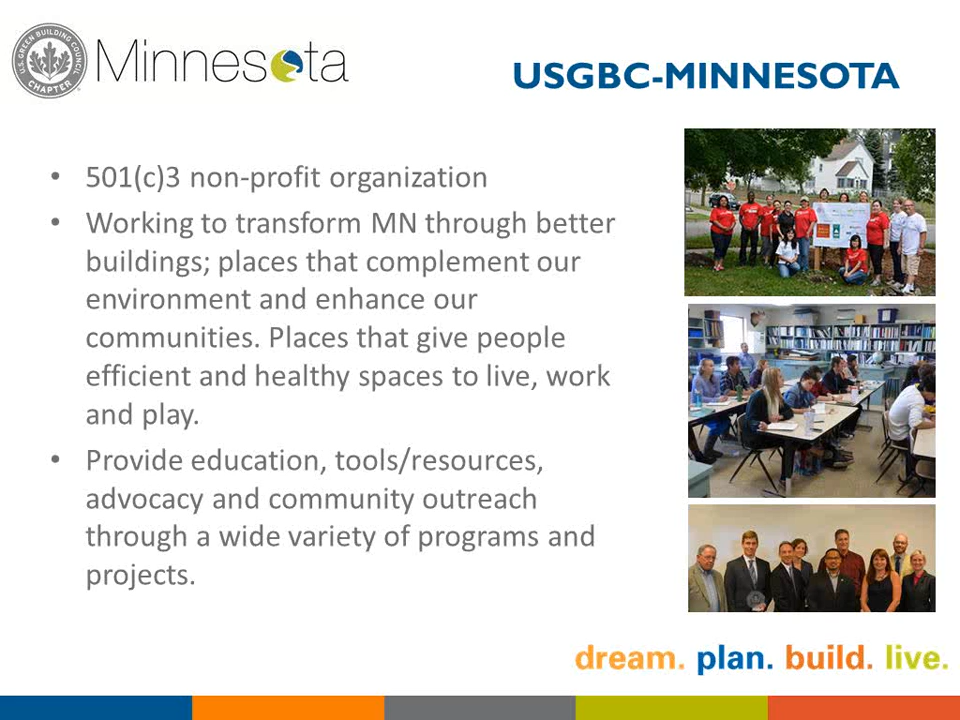 U.S. GREEN BUILDING COUNCIL
CHAPTER
Minnesota
USGBC-MINNESOTA
• 501(c)3 non-profit organization
• Working to transform MN through better
buildings; places that complement our
environment and enhance our
communities. Places that give people
efficient and healthy spaces to live, work
and play.
• Provide education, tools/resources,
advocacy and community outreach
through a wide variety of programs and
projects.
dream. plan. build. live.